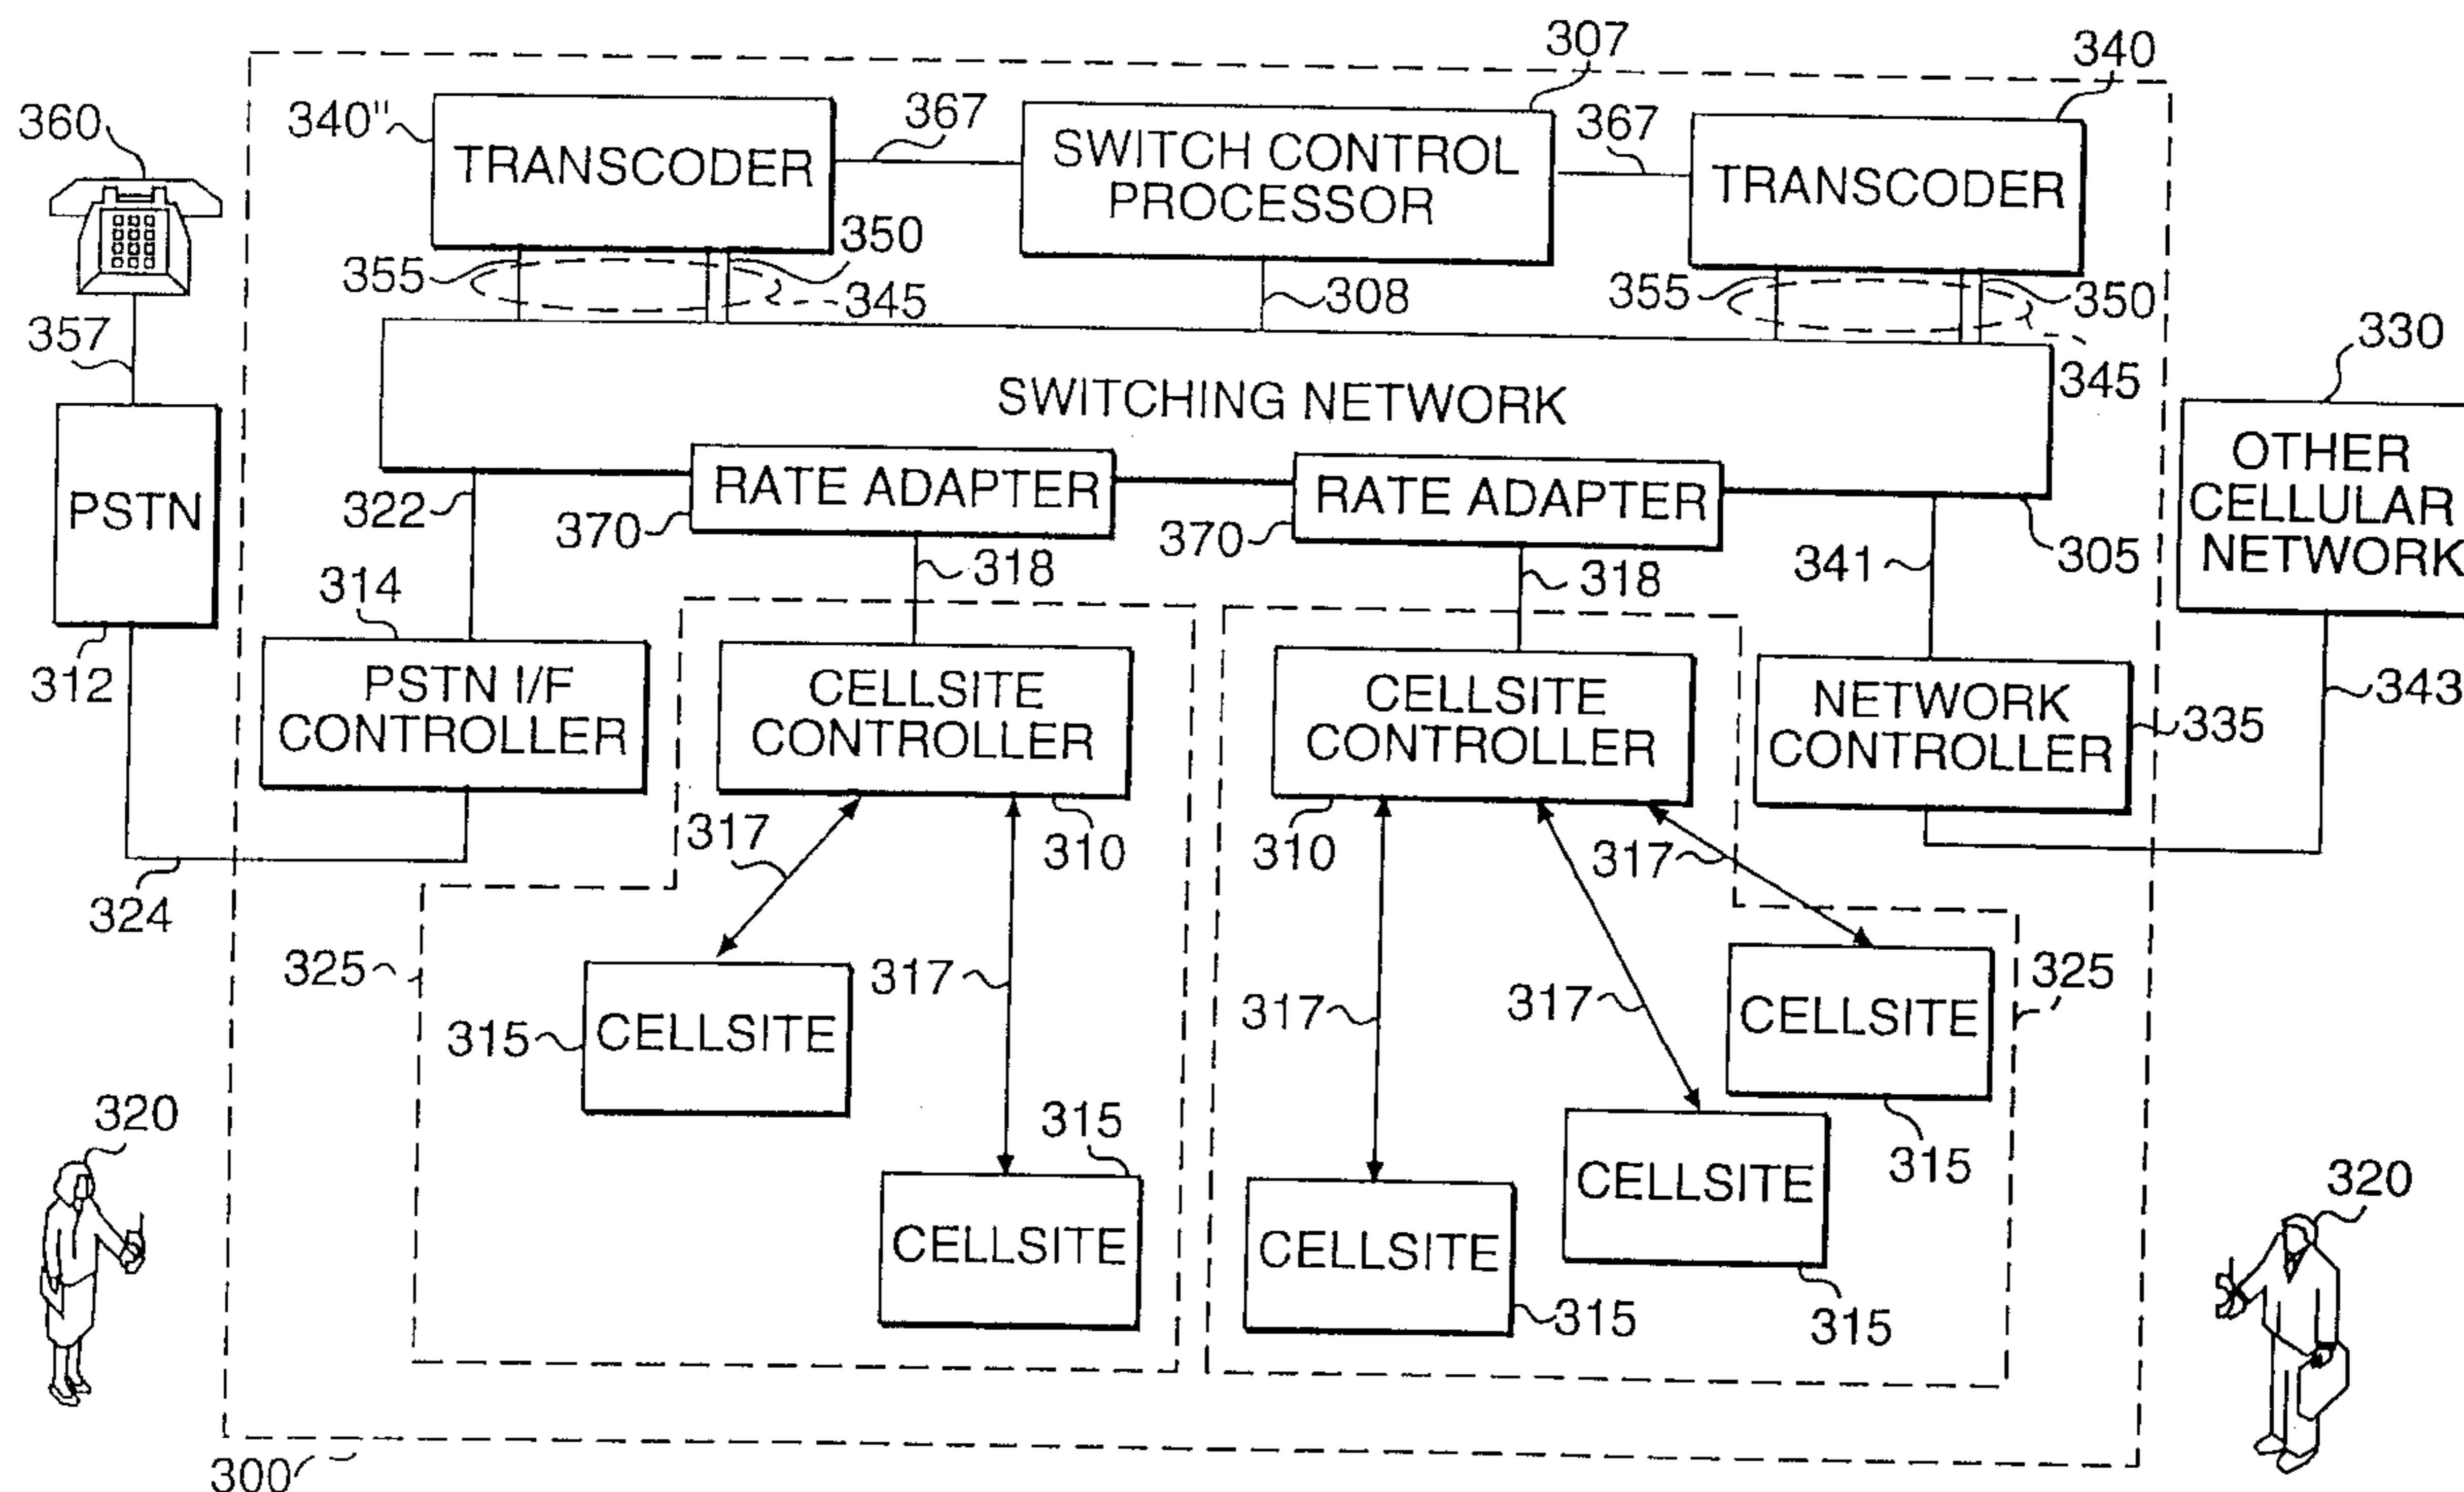 307
340
360
340"
TRANSCODER
367
SWITCH CONTROL
PROCESSOR
367
TRANSCODER
355
350
345
308
355
350
345
357
330
SWITCHING NETWORK
PSTN
OTHER
CELLULAR
NETWORK
322
RATE ADAPTER
370
RATE ADAPTER
370
318
318
341
305
312
314
PSTN I/F
CONTROLLER
CELLSITE
CONTROLLER
CELLSITE
CONTROLLER
NETWORK
CONTROLLER
335
343
317
310
310
317
324
325
317
317
317
325
315
CELLSITE
CELLSITE
315
320
315
CELLSITE
CELLSITE
315
CELLSITE
315
320
300